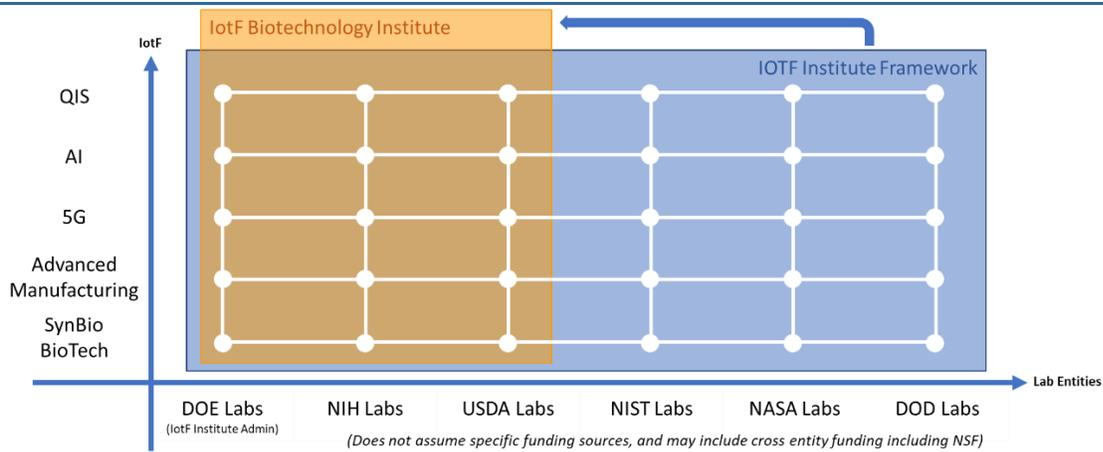 IotF Biotechnology Institute
IotF
IOTF Institute Framework
QIS
AI
5G
Advanced
Manufacturing
SynBio
BioTech
Lab Entities
DOE Labs
(IotF Institute Admin)
NIH Labs
USDA Labs
NIST Labs
NASA Labs
DOD Labs
(Does not assume specific funding sources, and may include cross entity funding including NSF)